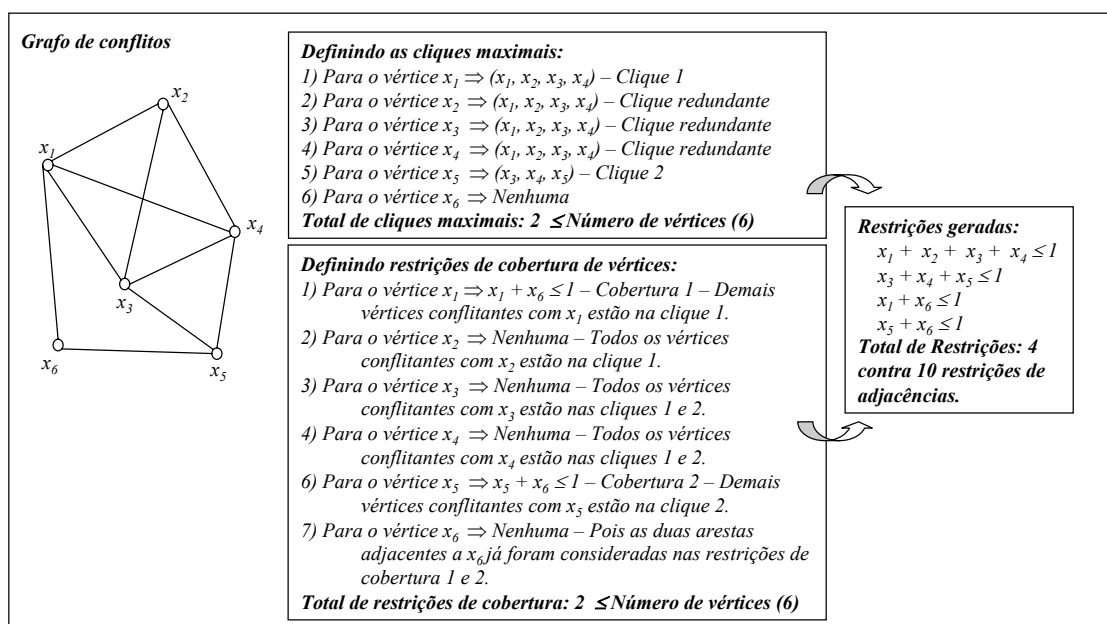 Grafo de conflitos
x2
x1
x4
x3
x6
x5
Definindo as cliques maximais:
1) Para o vértice x1 ⇒ (x1, x2, x3, x4) – Clique 1
2) Para o vértice x2 ⇒ (x1, x2, x3, x4) – Clique redundante
3) Para o vértice x3 ⇒ (x1, x2, x3, x4) – Clique redundante
4) Para o vértice x4 ⇒ (x1, x2, x3, x4) – Clique redundante
5) Para o vértice x5 ⇒ (x3, x4, x5) – Clique 2
6) Para o vértice x6 ⇒ Nenhuma
Total de cliques maximais: 2 ≤ Número de vértices (6)
Definindo restrições de cobertura de vértices:
1) Para o vértice x1 ⇒ x1 + x6 ≤ 1 – Cobertura 1 – Demais
vértices conflitantes com x1 estão na clique 1.
2) Para o vértice x2 ⇒ Nenhuma – Todos os vértices
conflitantes com x2 estão na clique 1.
3) Para o vértice x3 ⇒ Nenhuma – Todos os vértices
conflitantes com x3 estão nas cliques 1 e 2.
4) Para o vértice x4 ⇒ Nenhuma – Todos os vértices
conflitantes com x4 estão nas cliques 1 e 2.
6) Para o vértice x5 ⇒ x5 + x6 ≤ 1 – Cobertura 2 – Demais
vértices conflitantes com x5 estão na clique 2.
7) Para o vértice x6 ⇒ Nenhuma – Pois as duas arestas
adjacentes a x6 já foram consideradas nas restrições de
cobertura 1 e 2.
Total de restrições de cobertura: 2 ≤ Número de vértices (6)
Restrições geradas:
x1 + x2 + x3 + x4 ≤ 1
x3 + x4 + x5 ≤ 1
x1 + x6 ≤ 1
x5 + x6 ≤ 1
Total de Restrições: 4
contra 10 restrições de
adjacências.